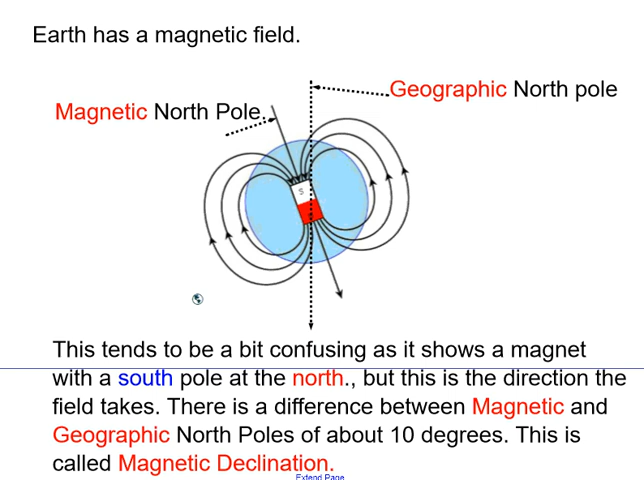 Earth has a magnetic field.
Geographic North pole
Magnetic North Pole.
S
This tends to be a bit confusing as it shows a magnet
with a south pole at the north., but this is the direction the
field takes. There is a difference between Magnetic and
Geographic North Poles of about 10 degrees. This is
called Magnetic Declination.
Extend Page